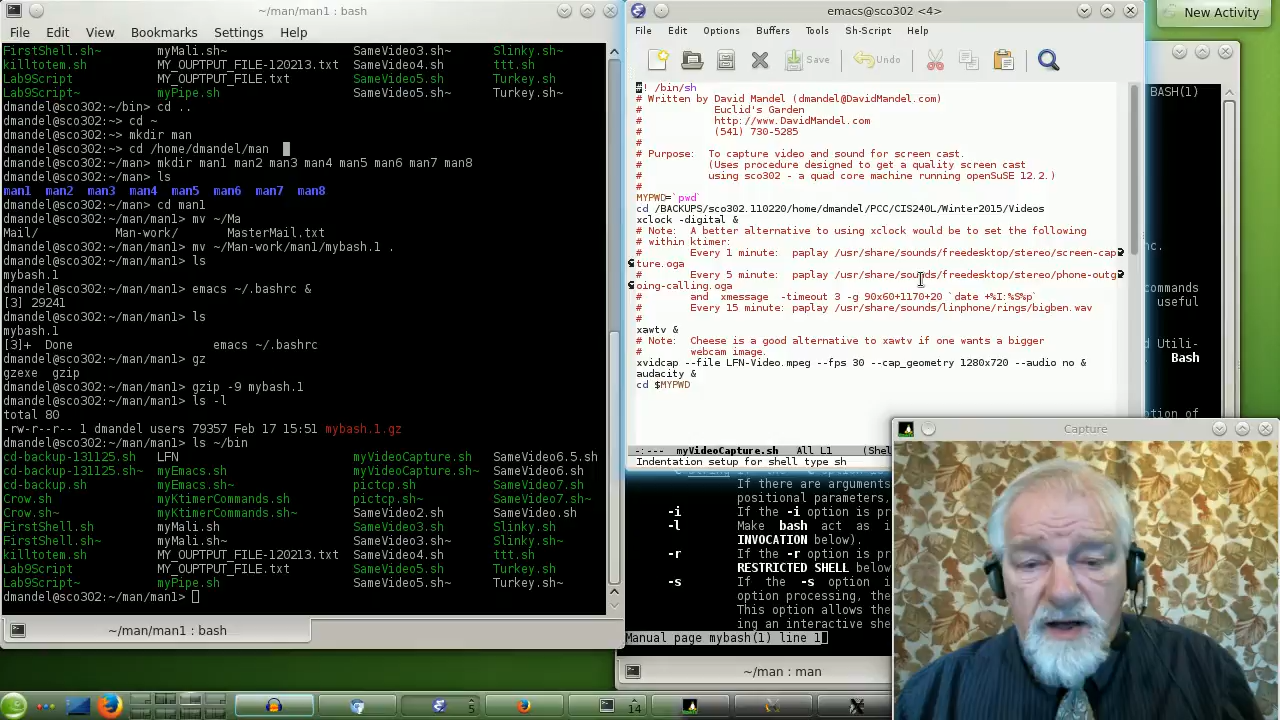 ~/man/man1 : bash
File Edit View Bookmarks Settings Help
FirstShell.sh~ myMali.sh~ SameVideo3.sh~ Slinky.sh~
killtotem.sh MY_OUPTPUT_FILE-120213.txt SameVideo4.sh ttt.sh
Lab9Script MY_OUPTPUT_FILE.txt SameVideo5.sh Turkey.sh
Lab9Script~ myPipe.sh SameVideo5.sh~ Turkey.sh~
dmandel@sco302:~/bin> cd ..
dmandel@sco302:~> cd ~
dmandel@sco302:~> mkdir man
dmandel@sco302:~> cd /home/dmandel/man
dmandel@sco302:~/man> mkdir man1 man2 man3 man4 man5 man6 man7 man8
dmandel@sco302:~/man> ls
man1 man2 man3 man4 man5 man6 man7 man8
dmandel@sco302:~/man> cd man1
dmandel@sco302:~/man/man1> mv ~/Ma
Mail/ Man-work/ MasterMail.txt
dmandel@sco302:~/man/man1> mv ~/Man-work/man1/mybash.1 .
dmandel@sco302:~/man/man1> ls
mybash.1
dmandel@sco302:~/man/man1> emacs ~/.bashrc &
[3] 29241
dmandel@sco302:~/man/man1> ls
mybash.1
[3]+ Done emacs ~/.bashrc
dmandel@sco302:~/man/man1> gz
gzexe gzip
dmandel@sco302:~/man/man1> gzip -9 mybash.1
dmandel@sco302:~/man/man1> ls -l
total 80
-rw-r--r-- 1 dmandel users 79357 Feb 17 15:51 mybash.1.gz
dmandel@sco302:~/man/man1> ls ~/bin
cd-backup-131125.sh LFN myVideoCapture.sh SameVideo6.5.sh
cd-backup-131125.sh~ myEmacs.sh myVideoCapture.sh~ SameVideo6.sh
cd-backup.sh myEmacs.sh~ pictcp.sh SameVideo7.sh
Crow.sh myKtimerCommands.sh pictcp.sh~ SameVideo7.sh~
Crow.sh~ myKtimerCommands.sh~ SameVideo2.sh SameVideo.sh
FirstShell.sh myMali.sh SameVideo3.sh Slinky.sh
FirstShell.sh~ myMali.sh~ SameVideo3.sh~ Slinky.sh~
killtotem.sh MY_OUPTPUT_FILE-120213.txt SameVideo4.sh ttt.sh
Lab9Script MY_OUPTPUT_FILE.txt SameVideo5.sh Turkey.sh
Lab9Script~ myPipe.sh SameVideo5.sh~ Turkey.sh~
dmandel@sco302:~/man/man1>
~/man/man1 : bash
emacs@sco302 <4>
File Edit Options Buffers Tools Sh-Script Help
Save Undo
#! /bin/sh
# Written by David Mandel (dmandel@DavidMandel.com)
# Euclid's Garden
# http://www.DavidMandel.com
# (541) 730-5285
#
# Purpose: To capture video and sound for screen cast.
# (Uses procedure designed to get a quality screen cast
# using sco302 - a quad core machine running openSuSE 12.2.)
#
MYPWD=`pwd`
cd /BACKUPS/sco302.110220/home/dmandel/PCC/CIS240L/Winter2015/Videos
xclock -digital &
# Note: A better alternative to using xclock would be to set the following
# within ktimer:
# Every 1 minute: paplay /usr/share/sounds/freedesktop/stereo/screen-cap
ture.oga
# Every 5 minute: paplay /usr/share/sounds/freedesktop/stereo/phone-outg
oing-calling.oga
# and xmessage -timeout 3 -g 90x60+1170+20 `date +%I:%S%p`
# Every 15 minute: paplay /usr/share/sounds/linphone/rings/bigben.wav
#
xawtv &
# Note: Cheese is a good alternative to xawtv if one wants a bigger
# webcam image.
xvidcap --file LFN-Video.mpeg --fps 30 --cap_geometry 1280x720 --audio no &
audacity &
cd $MYPWD
-:--- myVideoCapture.sh All L1 (Shel
Indentation setup for shell type sh
New Activity
BASH(1)
nc.
ommands
useful
Utili-
Bash
tion of
If there are arguments
positional parameters,
-i If the -i option is pr
-l Make bash act as i
INVOCATION below).
-r If the -r option is pr
RESTRICTED SHELL below
-s If the -s option i
option processing, the
This option allows the
ing an interactive she
Manual page mybash(1) line 1
~/man : man
Capture
5
14